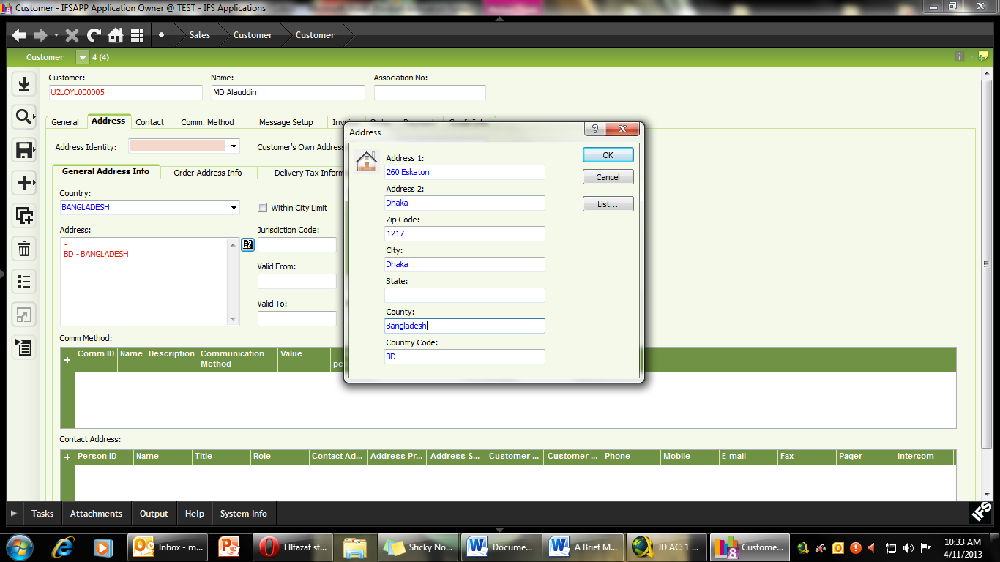 Customer - IFSAPP Application Owner @ TEST - IFS Applications
Sales Customer Customer
Customer 4 (4)
Customer: Name: Association No:
U2LOYL000005 MD Alauddin
General Address Contact Comm. Method Message Setup Invoice Order Payment Credit Info
Address Identity: Customer's Own Addres
General Address Info Order Address Info Delivery Tax Inform
Country:
BANGLADESH
Within City Limit
Address:
Jurisdiction Code:
-
BD - BANGLADESH
Valid From:
Valid To:
Address
Address 1:
260 Eskaton
Address 2:
Dhaka
Zip Code:
1217
City:
Dhaka
State:
County:
Bangladesh
Country Code:
BD
OK
Cancel
List...
Comm Method:
+ Comm ID Name Description Communication Method Value pe
Contact Address:
+ Person ID Name Title Role Contact Ad... Address Pr... Address S... Customer ... Customer ... Phone Mobile E-mail Fax Pager Intercom
Tasks Attachments Output Help System Info IFS
Inbox - m... HIfazat st... Sticky No... Docume... A Brief M... JD AC: 1 ... Custome... 10:33 AM
4/11/2013